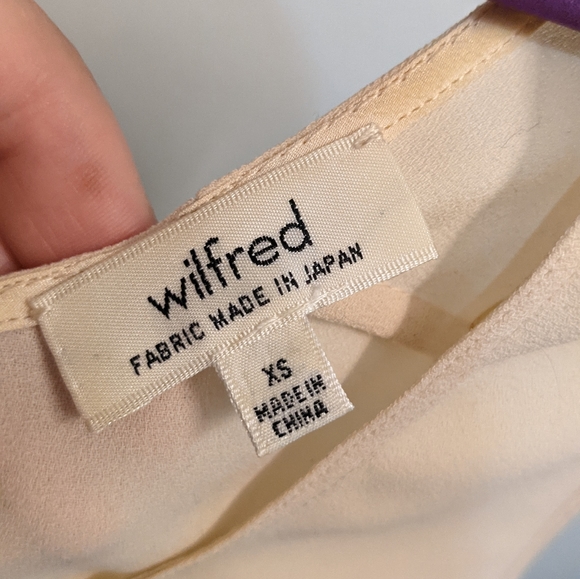 wilfred
FABRIC MADE IN JAPAN
XS
MADE IN
CHINA